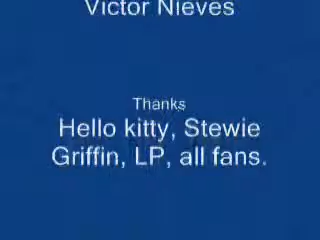 Victor Nieves
Thanks
Hello kitty, Stewie
Griffin, LP, all fans.